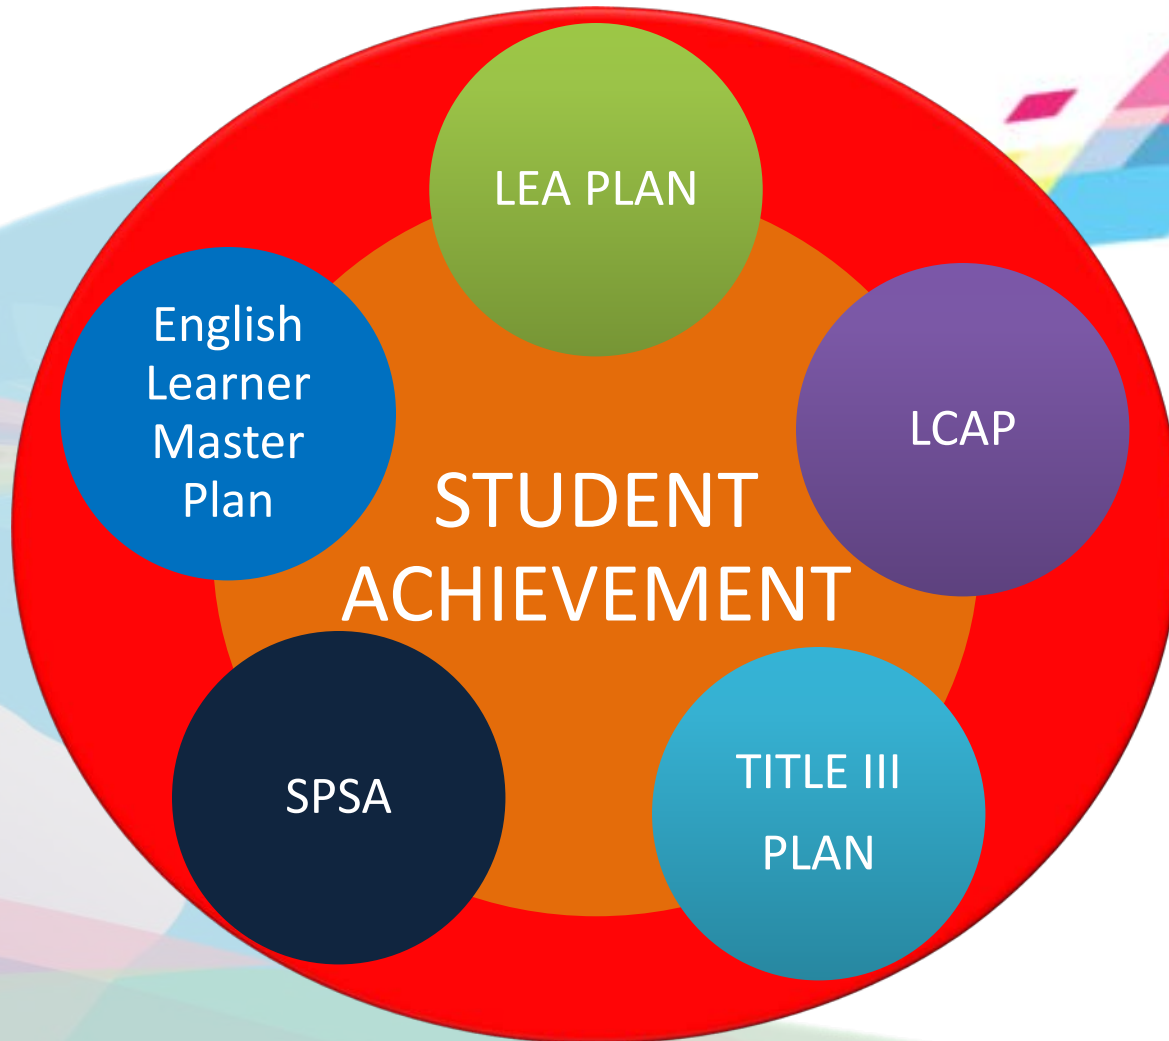 LEA PLAN
English
Learner
Master
Plan
LCAP
STUDENT
ACHIEVEMENT
SPSA
TITLE III
PLAN